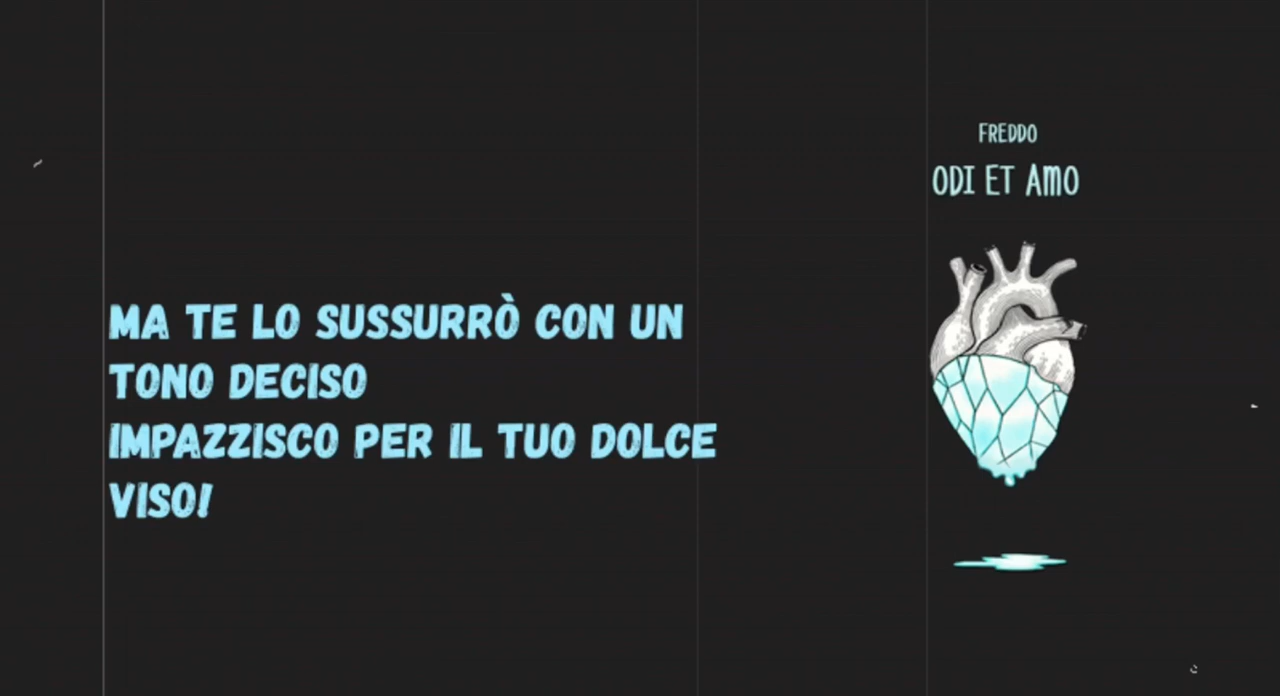 FREDDO
ODI ET AMO
MA TE LO SUSSURRÒ CON UN
TONO DECISO
IMPAZZISCO PER IL TUO DOLCE
VISO!